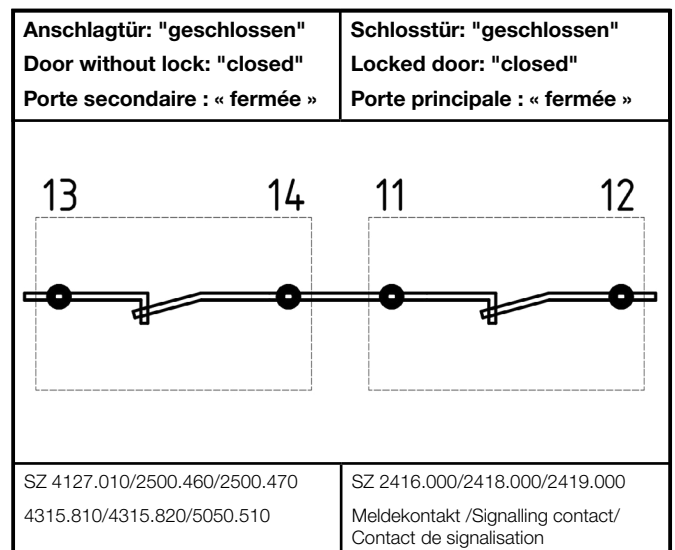 Anschlagtür: "geschlossen"
Door without lock: "closed"
Porte secondaire : « fermée »
Schlosstür: "geschlossen"
Locked door: "closed"
Porte principale : « fermée »
13 14 11 12
SZ 4127.010/2500.460/2500.470
4315.810/4315.820/5050.510
SZ 2416.000/2418.000/2419.000
Meldekontakt /Signalling contact/
Contact de signalisation